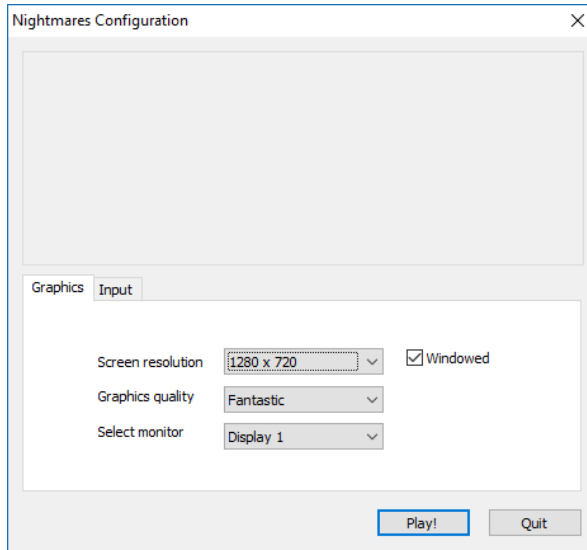 Nightmares Configuration
Graphics Input
Screen resolution 1280 x 720 Windowed
Graphics quality Fantastic
Select monitor Display 1
Play! Quit